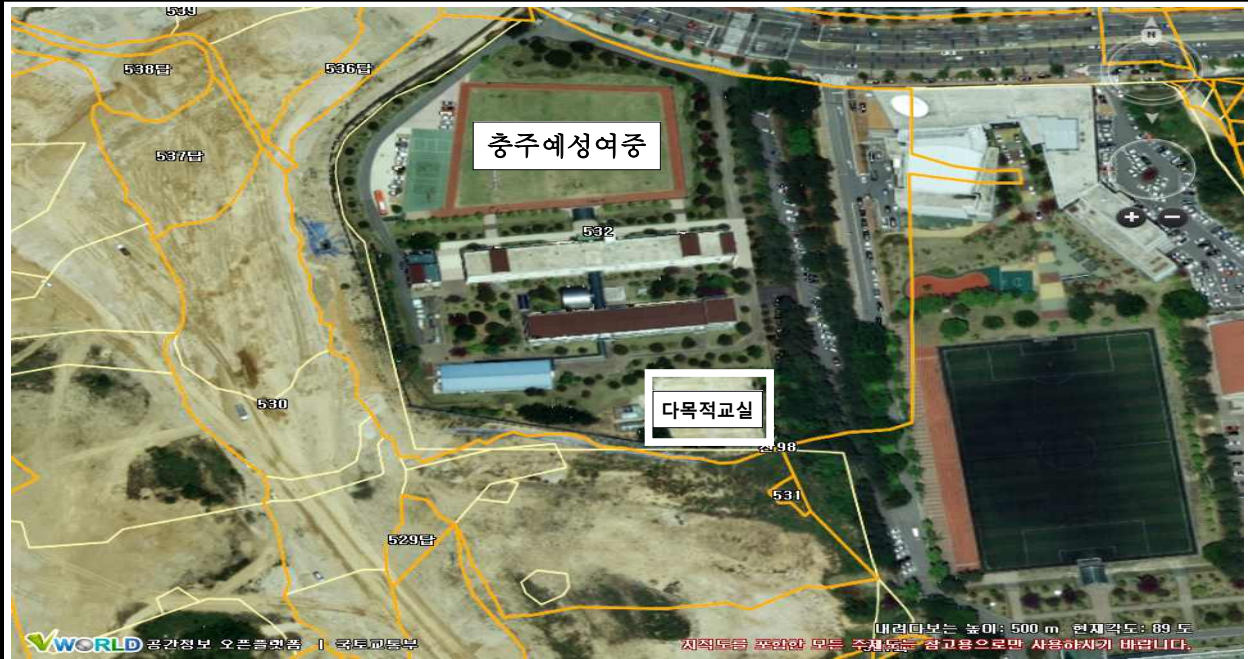 539
538답
536답
537답
충주예성여중
N
532
+ −
530
다목적교실
산98
531
529답
VWORLD 공간정보 오픈플랫폼 | 국토교통부
내려다보는 높이: 500 m 현재각도: 89 도
지적도를 포함한 모든 주제도는 참고용으로만 사용하시기 바랍니다.